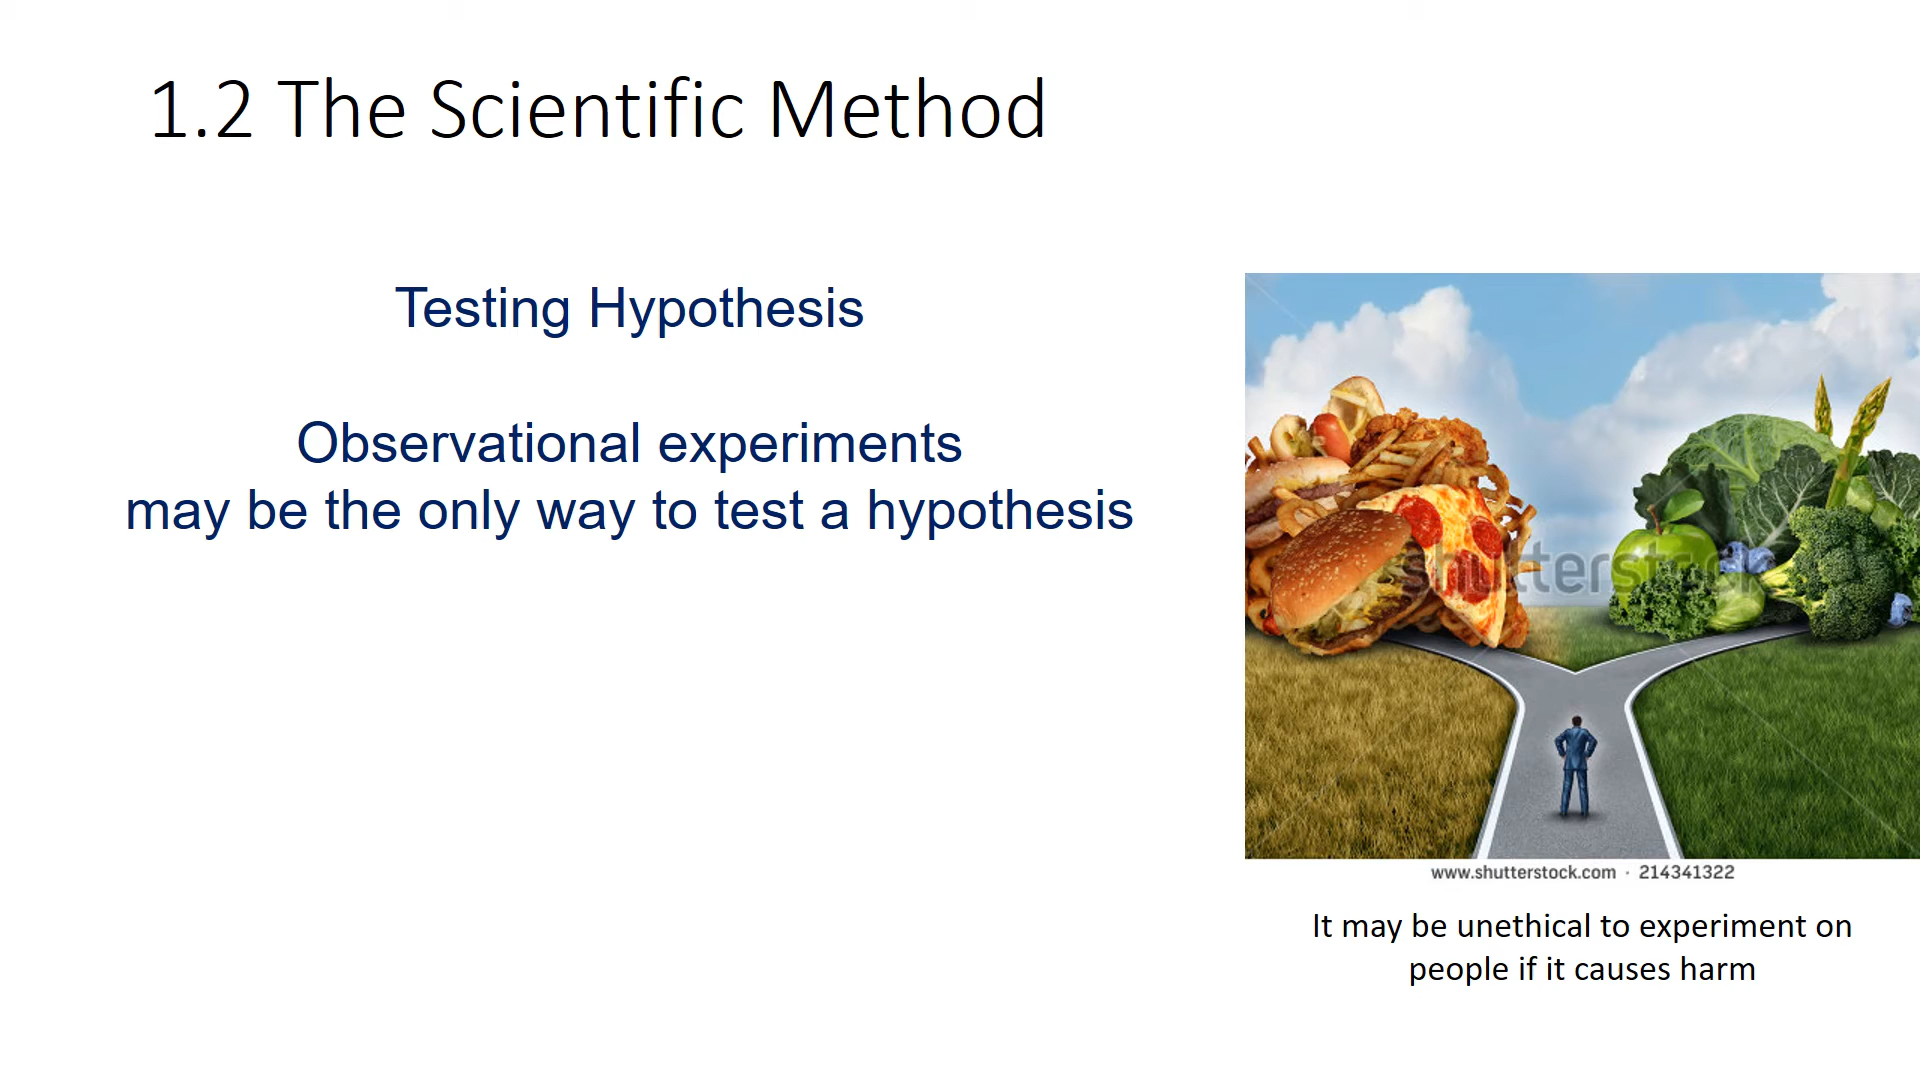 1.2 The Scientific Method
Testing Hypothesis
Observational experiments
may be the only way to test a hypothesis
shutterstock
www.shutterstock.com · 214341322
It may be unethical to experiment on
people if it causes harm